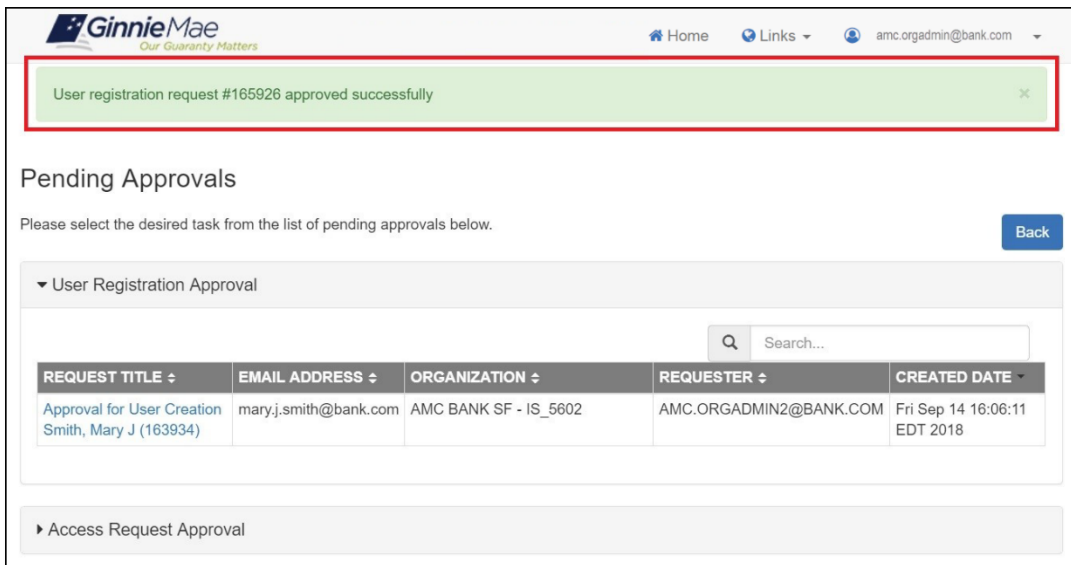 GinnieMae
Our Guaranty Matters
Home
Links
amc.orgadmin@bank.com
User registration request #165926 approved successfully
×
Pending Approvals
Please select the desired task from the list of pending approvals below.
Back
User Registration Approval
Search...
REQUEST TITLE EMAIL ADDRESS ORGANIZATION REQUESTER CREATED DATE
Approval for User Creation mary.j.smith@bank.com AMC BANK SF - IS_5602 AMC.ORGADMIN2@BANK.COM Fri Sep 14 16:06:11
Smith, Mary J (163934) EDT 2018
Access Request Approval